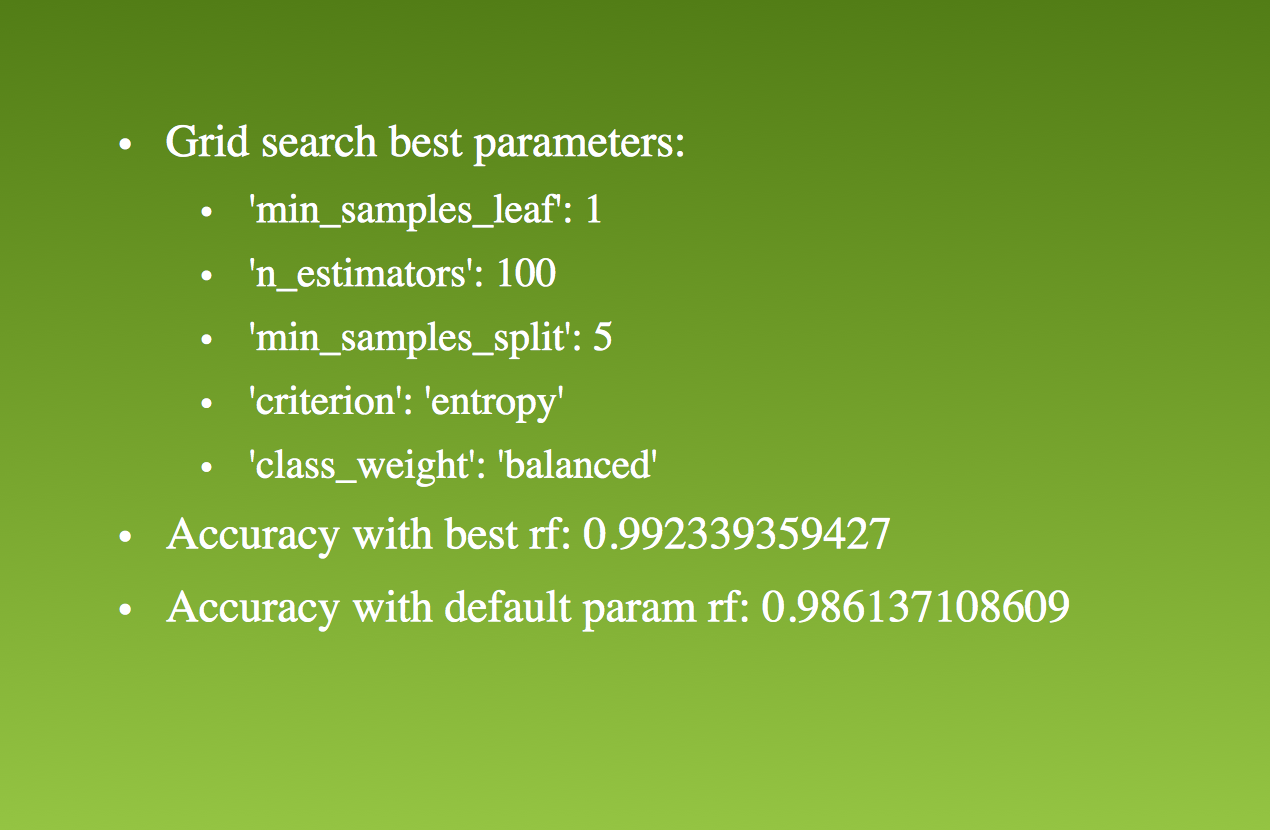 • Grid search best parameters:
• 'min_samples_leaf': 1
• 'n_estimators': 100
• 'min_samples_split': 5
• 'criterion': 'entropy'
• 'class_weight': 'balanced'
• Accuracy with best rf: 0.992339359427
• Accuracy with default param rf: 0.986137108609